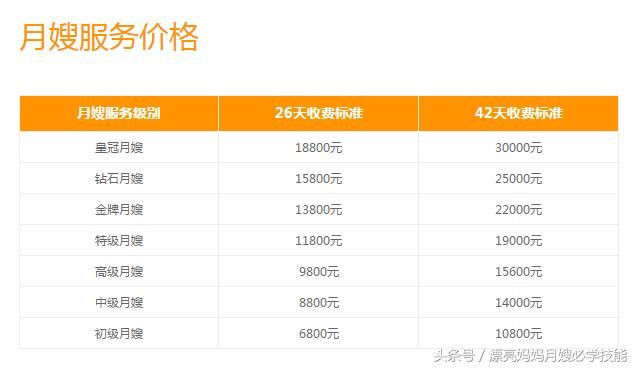 月嫂服务价格
月嫂服务级别 26天收费标准 42天收费标准
皇冠月嫂 18800元 30000元
钻石月嫂 15800元 25000元
金牌月嫂 13800元 22000元
特级月嫂 11800元 19000元
高级月嫂 9800元 15600元
中级月嫂 8800元 14000元
初级月嫂 6800元 10800元
头条号 / 漂亮妈妈月嫂必学技能